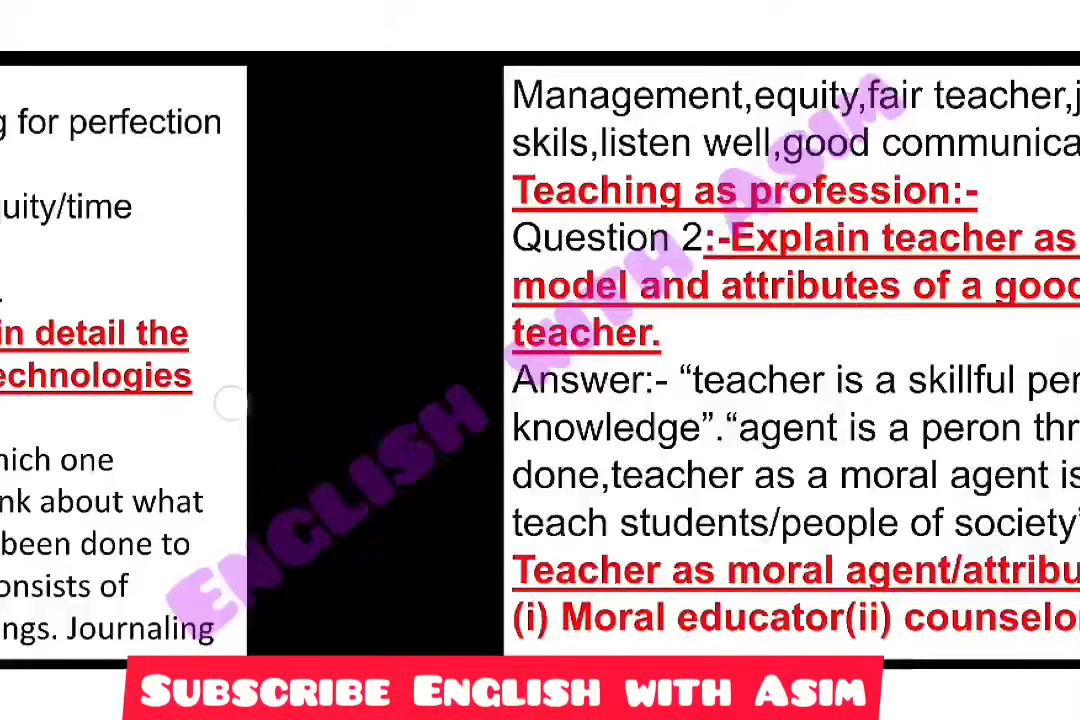 g for perfection
uity/time
.
in detail the
echnologies
hich one
nk about what
been done to
onsists of
ngs. Journaling
Management,equity,fair teacher,j
skils,listen well,good communica
Teaching as profession:-
Question 2:-Explain teacher as
model and attributes of a good
teacher.
Answer:- “teacher is a skillful per
knowledge”.“agent is a peron thr
done,teacher as a moral agent is
teach students/people of society”
Teacher as moral agent/attribu
(i) Moral educator(ii) counselo
ENGLISH WITH ASIM
Subscribe English with Asim